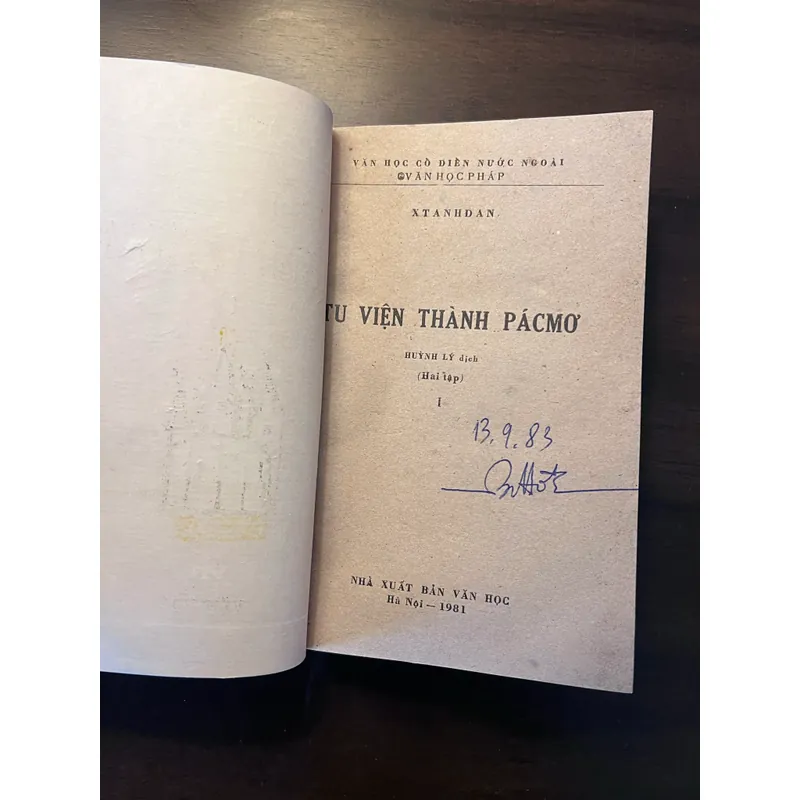 VĂN HỌC CỔ ĐIỂN NƯỚC NGOÀI
VĂN HỌC PHÁP
XTANHDAN
TU VIỆN THÀNH PÁCMƠ
HUỲNH LÝ dịch
(Hai tập)
I
13.9.83
NHÀ XUẤT BẢN VĂN HỌC
Hà Nội — 1981